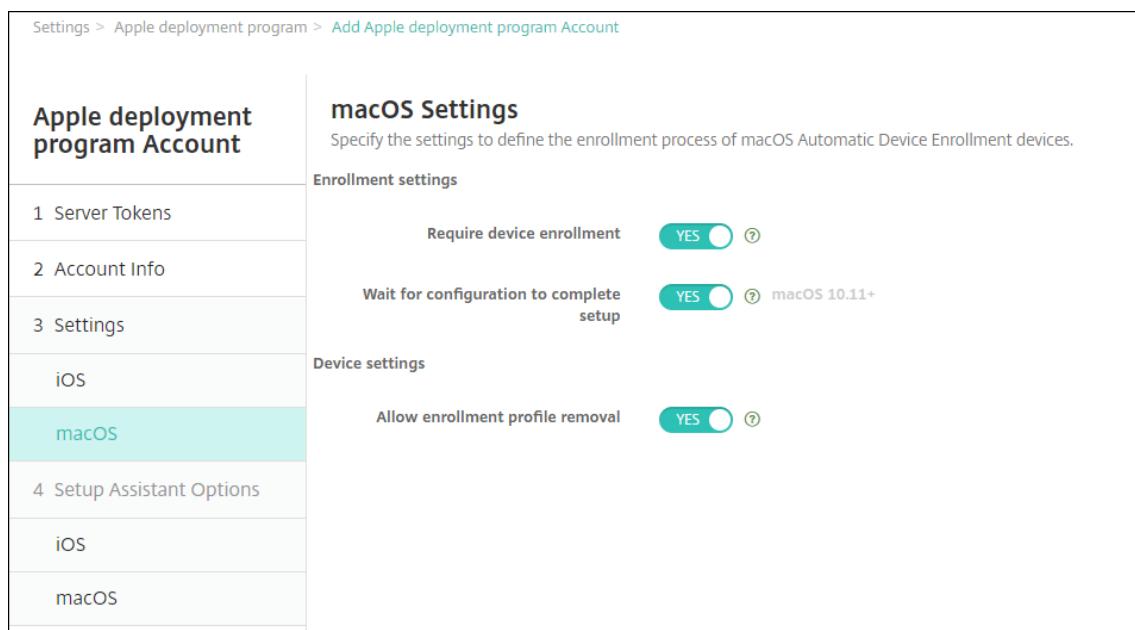 Settings > Apple deployment program > Add Apple deployment program Account
Apple deployment
program Account
1 Server Tokens
2 Account Info
3 Settings
iOS
macOS
4 Setup Assistant Options
iOS
macOS
macOS Settings
Specify the settings to define the enrollment process of macOS Automatic Device Enrollment devices.
Enrollment settings
Require device enrollment YES ?
Wait for configuration to complete YES ? macOS 10.11+
setup
Device settings
Allow enrollment profile removal YES ?